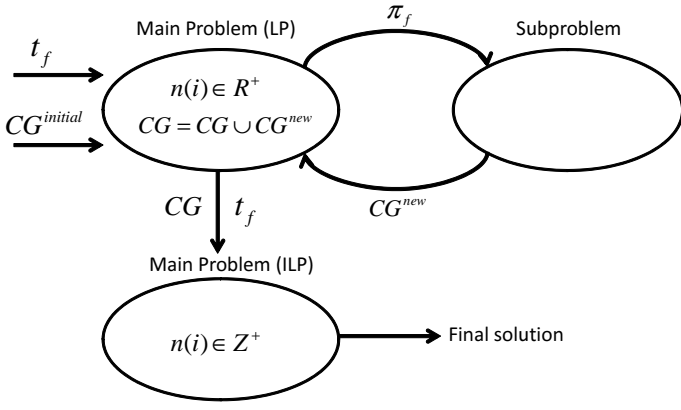 Main Problem (LP)
π_f
Subproblem
t_f
n(i) ∈ R^+
CG^{initial}
CG = CG ∪ CG^{new}
CG^{new}
CG t_f
Main Problem (ILP)
n(i) ∈ Z^+
Final solution